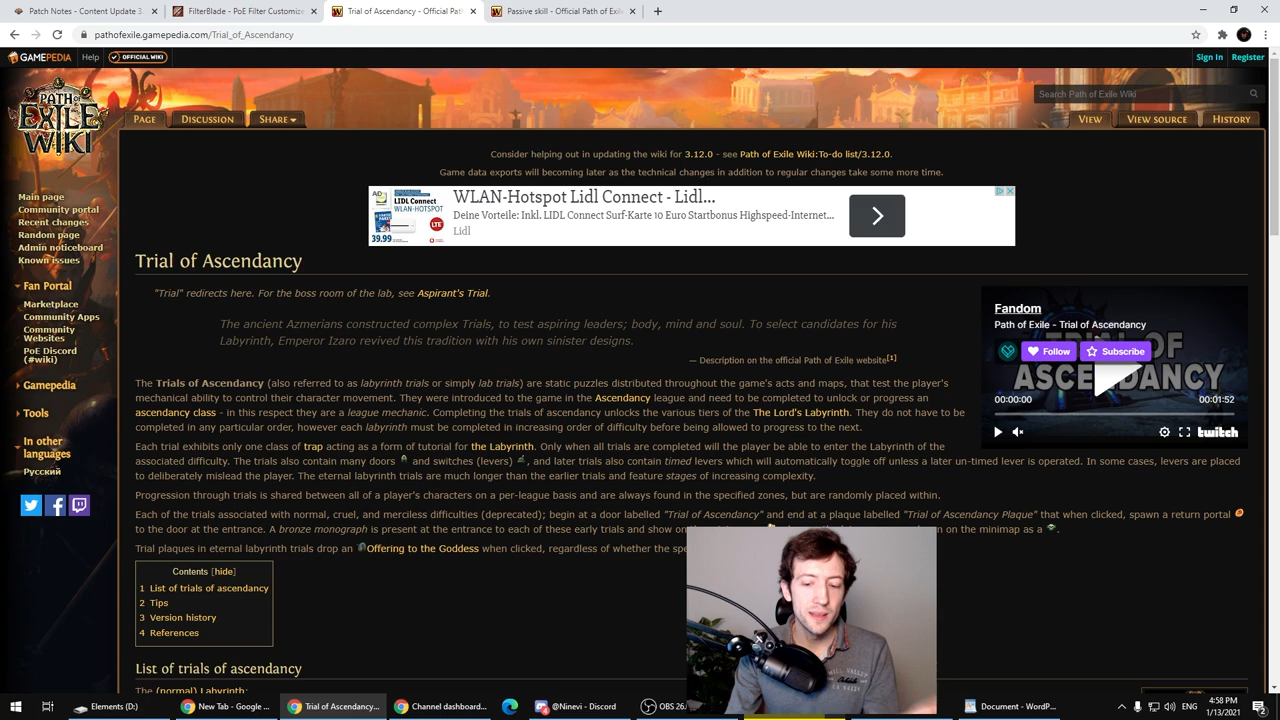 Patch Notes - Content Update 3.
FilterBlade - PoE Filter Customiz
Trial of Ascendancy - Official Pat
Passive skill - Official Path of Exile
pathofexile.gamepedia.com/Trial_of_Ascendancy
GAMEPEDIA
Help
OFFICIAL WIKI
Sign In
Register
PATH OF EXILE WIKI
Search Path of Exile Wiki
PAGE
DISCUSSION
SHARE
VIEW
VIEW SOURCE
HISTORY
Consider helping out in updating the wiki for 3.12.0 - see Path of Exile Wiki:To-do list/3.12.0.
Game data exports will becoming later as the technical changes in addition to regular changes take some more time.
Main page
Community portal
Recent changes
Random page
Admin noticeboard
Known issues
Fan Portal
Marketplace
Community Apps
Community
Websites
PoE Discord
(#wiki)
Gamepedia
Tools
In other
languages
Русский
AD
LIDL Connect
WLAN-HOTSPOT
LTE
39.99
WLAN-Hotspot Lidl Connect - Lidl...
Deine Vorteile: Inkl. LIDL Connect Surf-Karte 10 Euro Startbonus Highspeed-Internet...
Lidl
Trial of Ascendancy
"Trial" redirects here. For the boss room of the lab, see Aspirant's Trial.
The ancient Azmerians constructed complex Trials, to test aspiring leaders; body, mind and soul. To select candidates for his
Labyrinth, Emperor Izaro revived this tradition with his own sinister designs.
— Description on the official Path of Exile website[1]
Fandom
Path of Exile - Trial of Ascendancy
Follow
Subscribe
TRIAL OF
ASCENDANCY
00:00:00
00:01:52
twitch
The Trials of Ascendancy (also referred to as labyrinth trials or simply lab trials) are static puzzles distributed throughout the game's acts and maps, that test the player's
mechanical ability to control their character movement. They were introduced to the game in the Ascendancy league and need to be completed to unlock or progress an
ascendancy class - in this respect they are a league mechanic. Completing the trials of ascendancy unlocks the various tiers of the The Lord's Labyrinth. They do not have to be
completed in any particular order, however each labyrinth must be completed in increasing order of difficulty before being allowed to progress to the next.
Each trial exhibits only one class of trap acting as a form of tutorial for the Labyrinth. Only when all trials are completed will the player be able to enter the Labyrinth of the
associated difficulty. The trials also contain many doors and switches (levers) , and later trials also contain timed levers which will automatically toggle off unless a later un-timed lever is operated. In some cases, levers are placed
to deliberately mislead the player. The eternal labyrinth trials are much longer than the earlier trials and feature stages of increasing complexity.
Progression through trials is shared between all of a player's characters on a per-league basis and are always found in the specified zones, but are randomly placed within.
Each of the trials associated with normal, cruel, and merciless difficulties (deprecated); begin at a door labelled "Trial of Ascendancy" and end at a plaque labelled "Trial of Ascendancy Plaque" that when clicked, spawn a return portal
to the door at the entrance. A bronze monograph is present at the entrance to each of these early trials and show on the minimap as a .
Trial plaques in eternal labyrinth trials drop an Offering to the Goddess when clicked, regardless of whether the spe
Contents [hide]
1 List of trials of ascendancy
2 Tips
3 Version history
4 References
List of trials of ascendancy
The (normal) Labyrinth:
Elements (D:)
New Tab - Google ...
Trial of Ascendancy...
Channel dashboard...
@Ninevi - Discord
OBS 26.
Document - WordP...
ENG
4:58 PM
1/13/2021
2